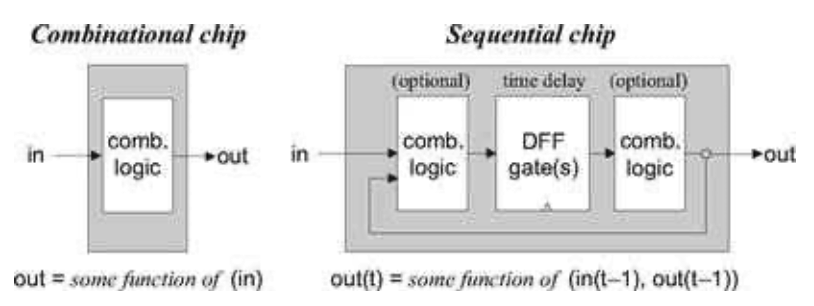 Combinational chip
in
comb.
logic
out
out = some function of (in)
Sequential chip
(optional) time delay (optional)
in
comb.
logic
DFF
gate(s)
comb.
logic
out
out(t) = some function of (in(t−1), out(t−1))